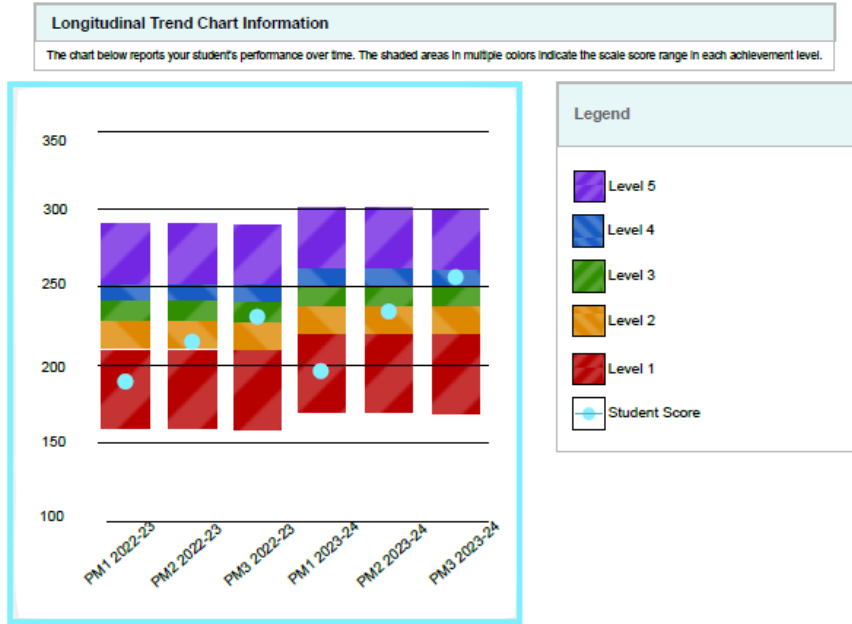 Longitudinal Trend Chart Information
The chart below reports your student's performance over time. The shaded areas in multiple colors indicate the scale score range in each achievement level.
350
300
250
200
150
100
PM1 2022-23
PM2 2022-23
PM3 2022-23
PM1 2023-24
PM2 2023-24
PM3 2023-24
Legend
Level 5
Level 4
Level 3
Level 2
Level 1
Student Score